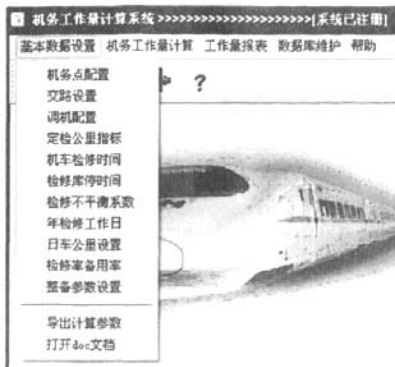 机务工作量计算系统>>>>>>>>>>>>>>>>>>>>>[系统已注册]
基本数据设置 机务工作量计算 工作量报表 数据库维护 帮助
?
机务点配置
交路设置
调机配置
定检公里指标
机车检修时间
检修库停时间
检修不平衡系数
年检修工作日
日车公里设置
检修率备用率
整备参数设置
导出计算参数
打开doc文档